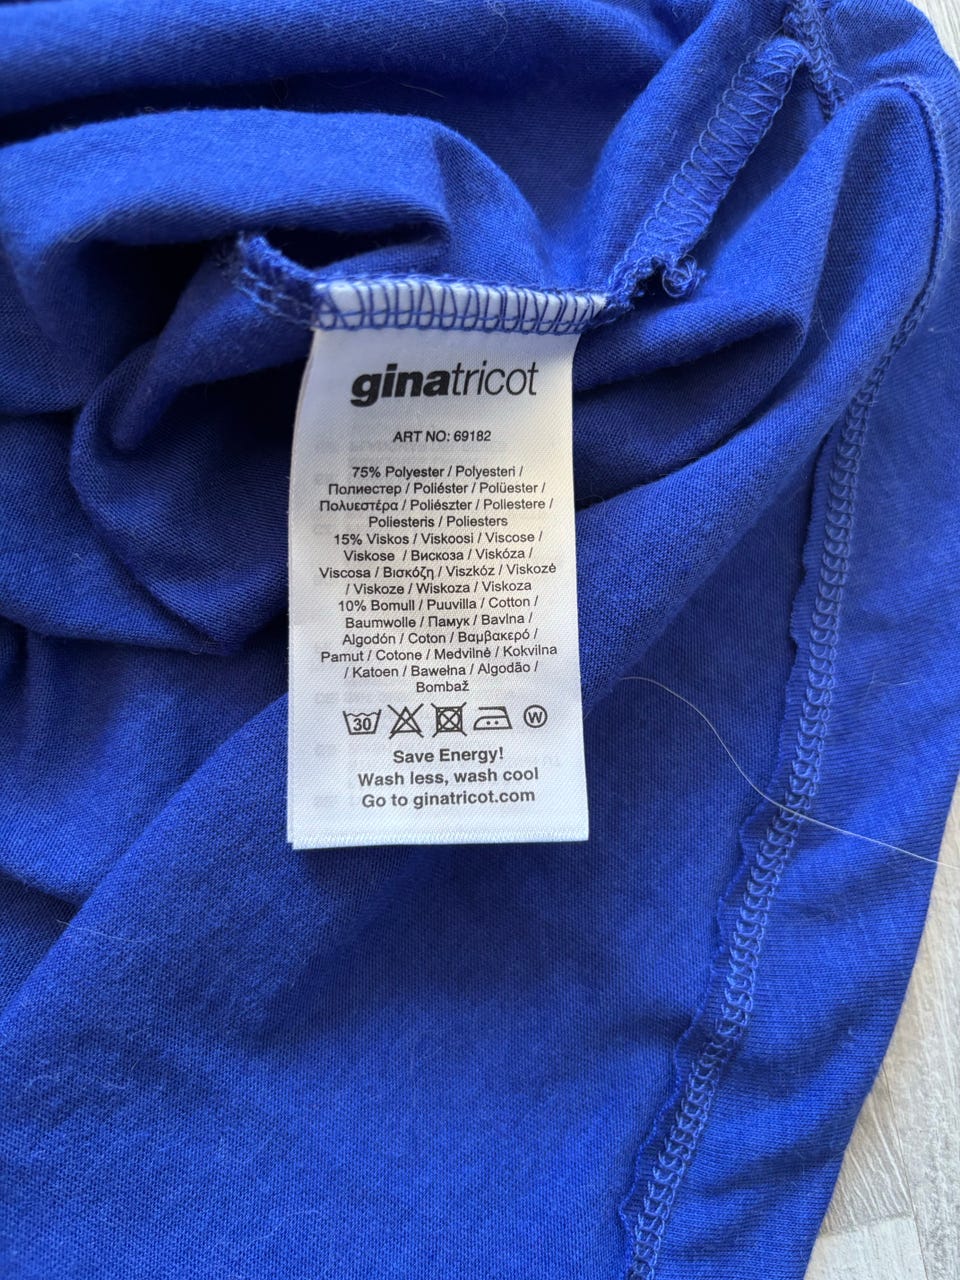 ginatricot
ART NO: 69182
75% Polyester / Polyesteri /
Полиестер / Poliéster / Polüester /
Πολυεστέρα / Poliészter / Poliestere /
Poliesteris / Poliesters
15% Viskos / Viskoosi / Viscose /
Viskose / Вискоза / Viskóza /
Viscosa / Βισκόζη / Viszkóz / Viskozė
/ Viskoze / Wiskoza / Viskoza
10% Bomull / Puuvilla / Cotton /
Baumwolle / Памук / Bavlna /
Algodón / Coton / Βαμβακερό /
Pamut / Cotone / Medvilnė / Kokvilna
/ Katoen / Bawełna / Algodão /
Bombaž
30 W
Save Energy!
Wash less, wash cool
Go to ginatricot.com